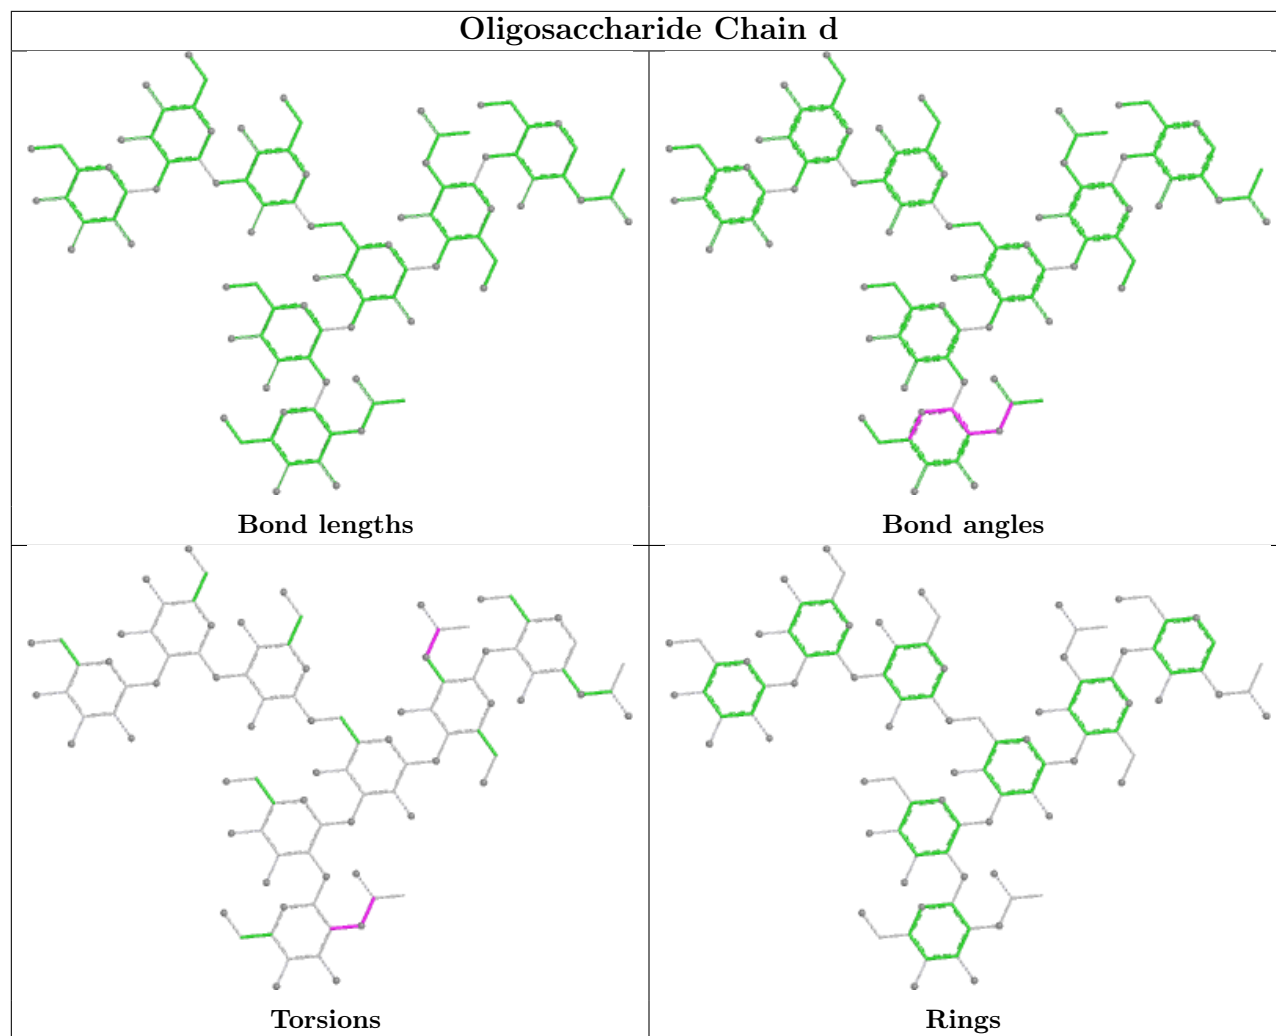 Oligosaccharide Chain d
Bond lengths
Bond angles
Torsions
Rings